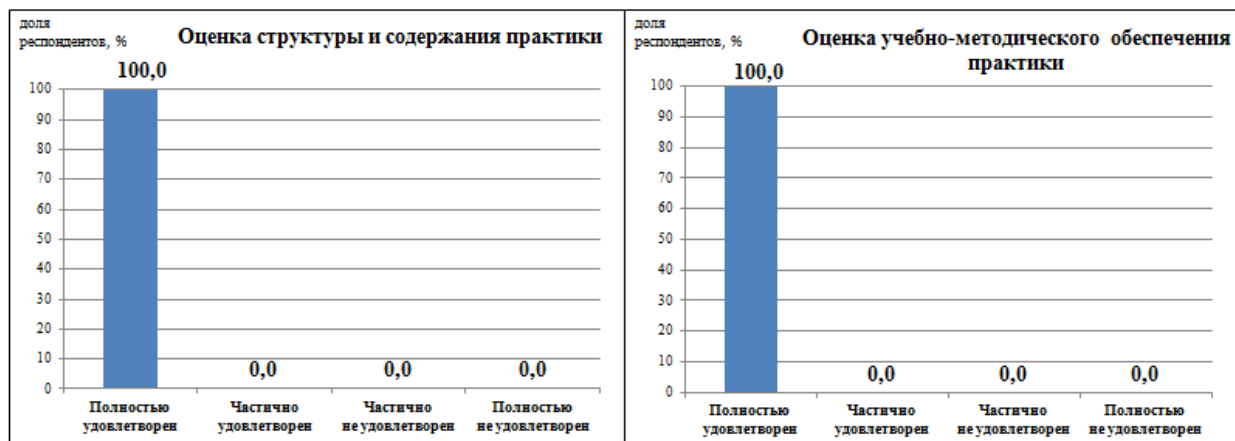 доля
респондентов, %
Оценка структуры и содержания практики
100,0
100
90
80
70
60
50
40
30
20
10
0
0,0
0,0
0,0
Полностью
удовлетворен
Частично
удовлетворен
Частично
не удовлетворен
Полностью
не удовлетворен
доля
респондентов, %
Оценка учебно-методического обеспечения
практики
100,0
100
90
80
70
60
50
40
30
20
10
0
0,0
0,0
0,0
Полностью
удовлетворен
Частично
удовлетворен
Частично
не удовлетворен
Полностью
не удовлетворен